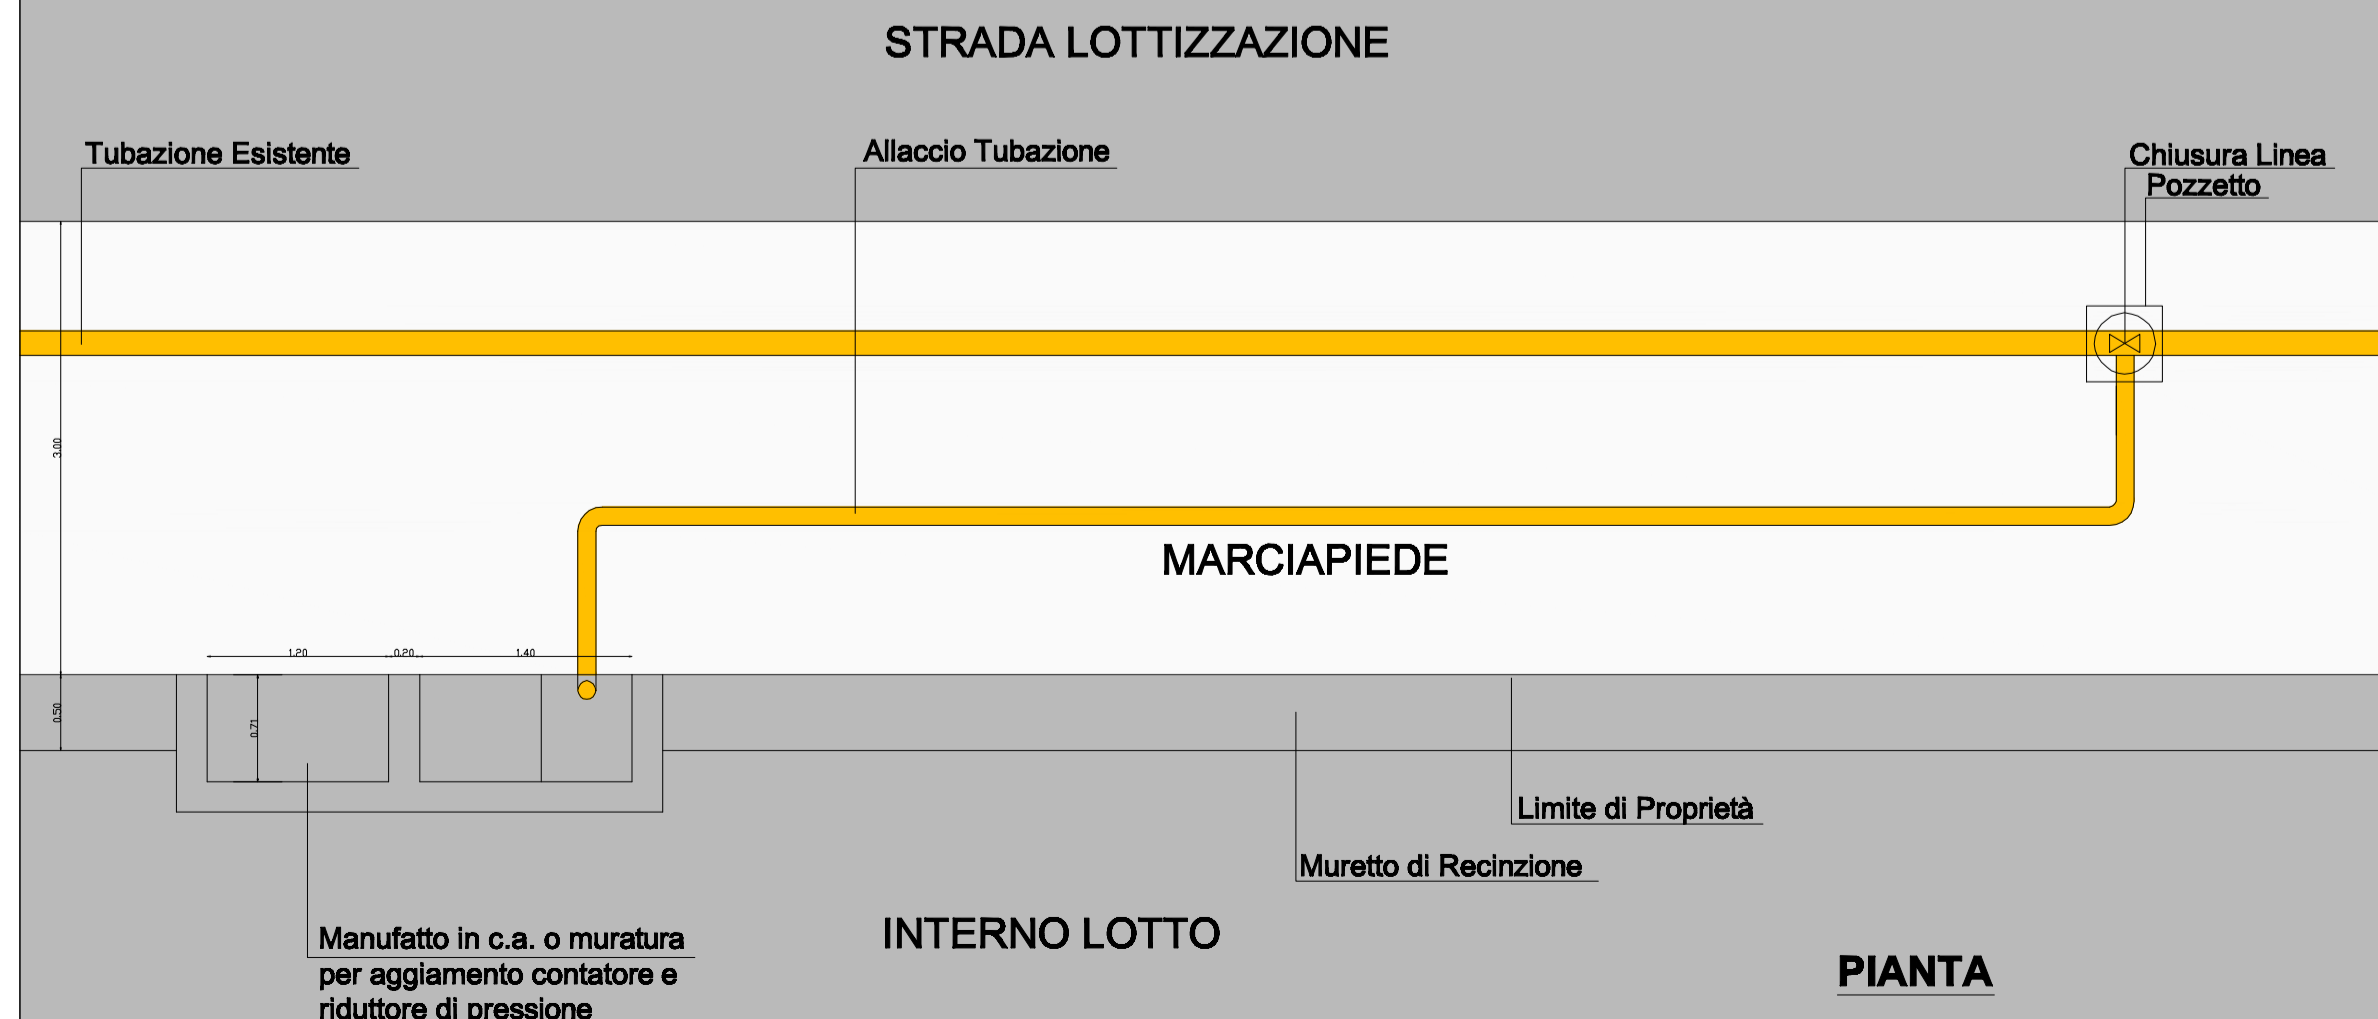 STRADA LOTTIZZAZIONE
Tubazione Esistente
Allaccio Tubazione
Chiusura Linea
Pozzetto
3.00
MARCIAPIEDE
1.20
0.20
1.40
0.50
0.71
Limite di Proprietà
Muretto di Recinzione
INTERNO LOTTO
Manufatto in c.a. o muratura
per aggiamento contatore e
riduttore di pressione
PIANTA